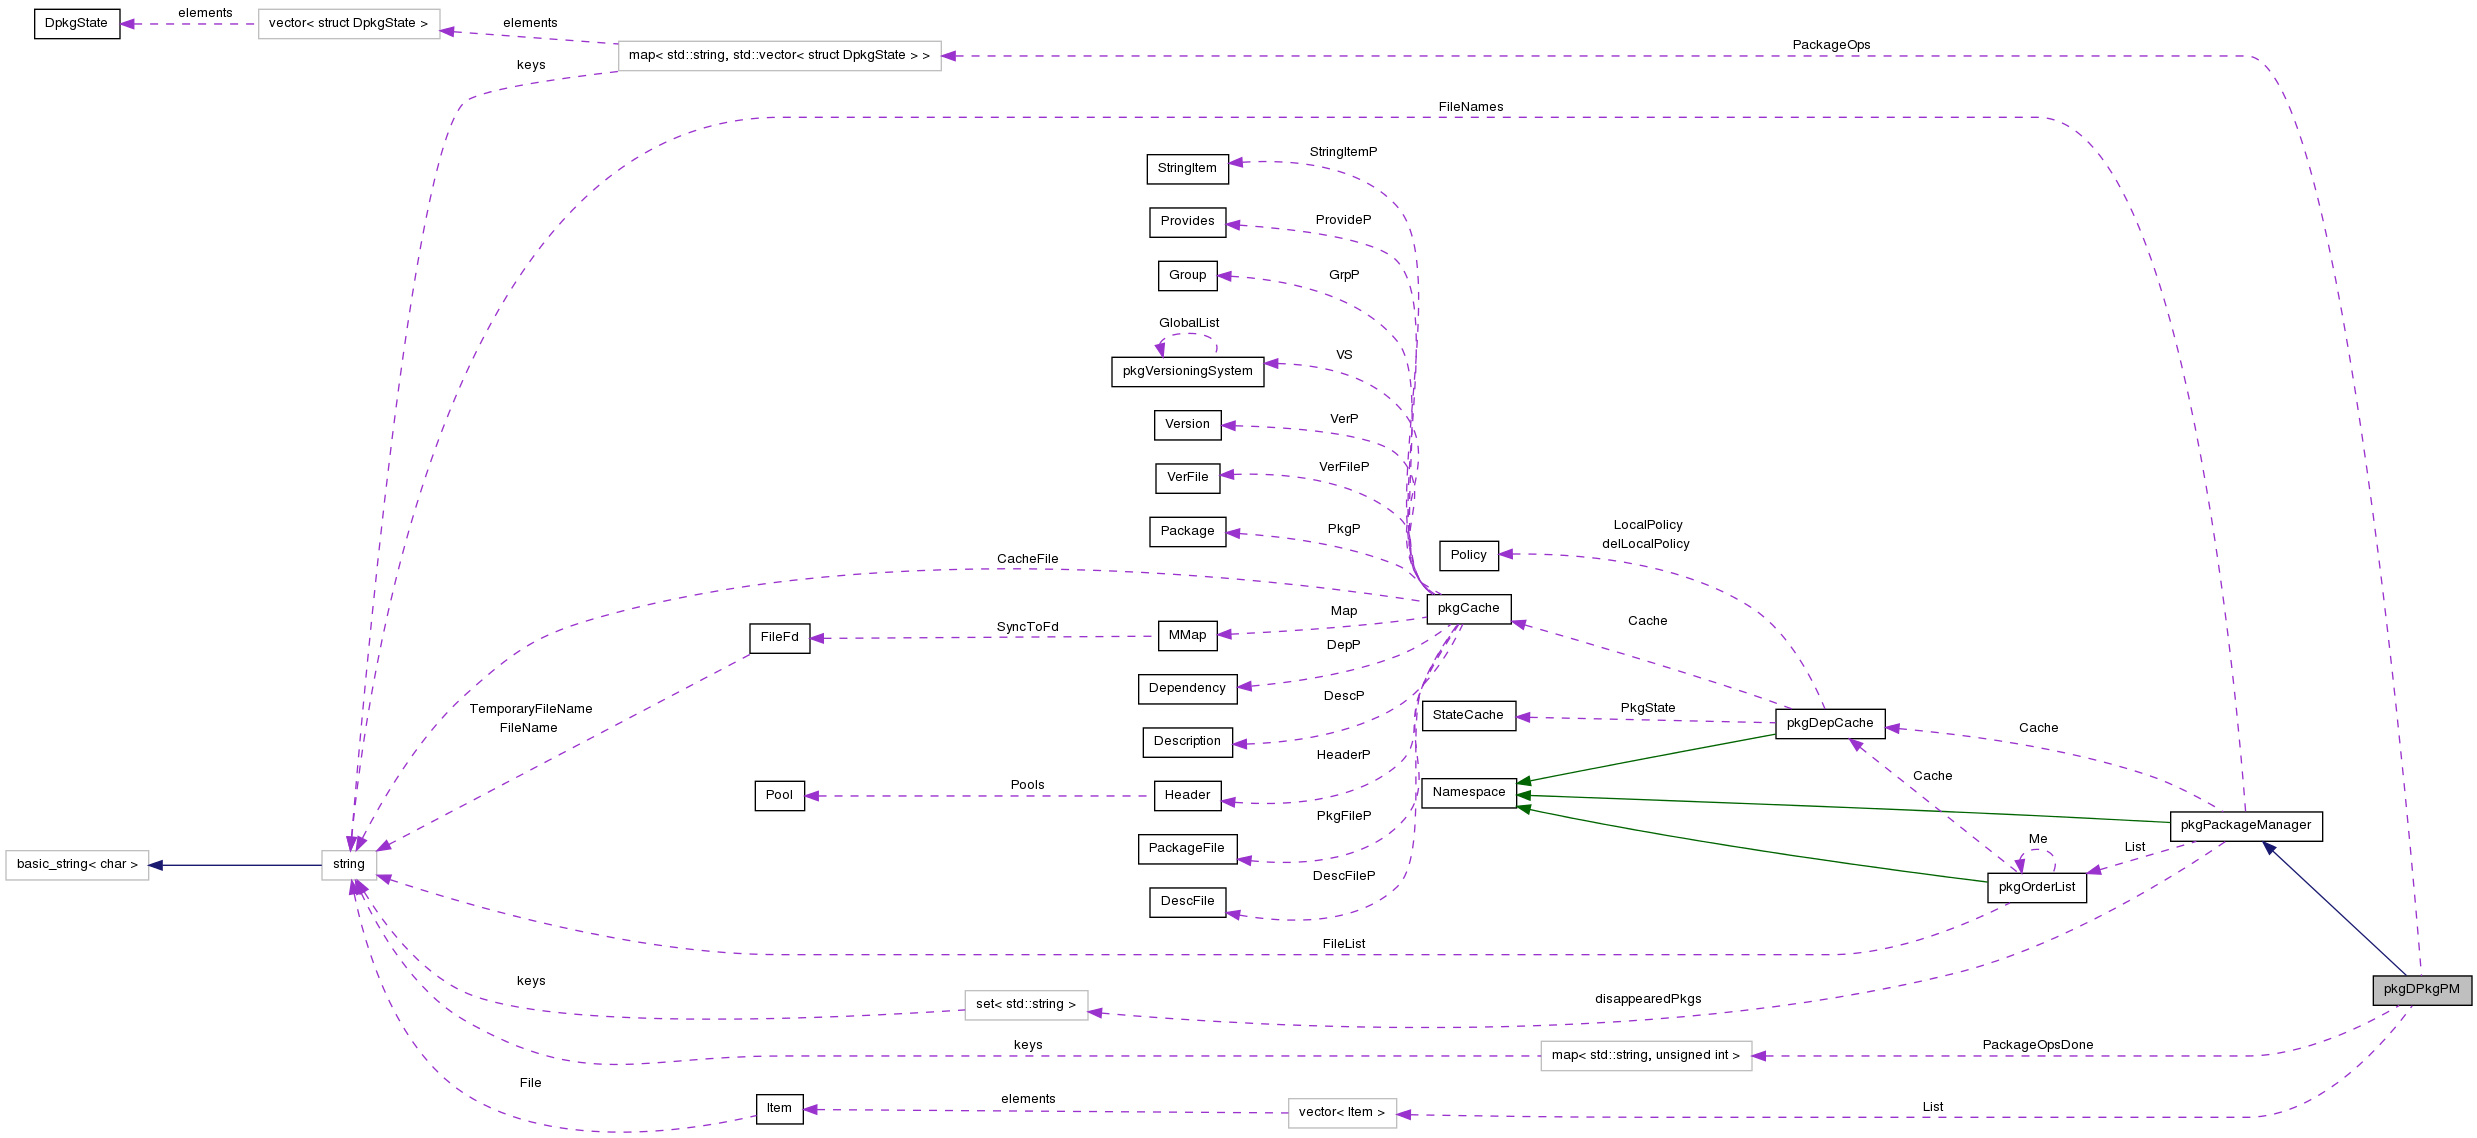 DpkgState
elements
vector< struct DpkgState >
elements
map< std::string, std::vector< struct DpkgState > >
PackageOps
keys
FileNames
StringItem
StringItemP
Provides
ProvideP
Group
GrpP
GlobalList
pkgVersioningSystem
VS
Version
VerP
VerFile
VerFileP
Package
PkgP
LocalPolicy
delLocalPolicy
Policy
CacheFile
pkgCache
Map
MMap
SyncToFd
FileFd
Cache
DepP
Dependency
DescP
TemporaryFileName
FileName
StateCache
PkgState
pkgDepCache
Cache
Description
HeaderP
Cache
Pool
Pools
Header
Namespace
PkgFileP
pkgPackageManager
Me
List
PackageFile
basic_string< char >
string
DescFileP
pkgOrderList
DescFile
FileList
keys
set< std::string >
disappearedPkgs
pkgDPkgPM
keys
map< std::string, unsigned int >
PackageOpsDone
File
Item
elements
vector< Item >
List